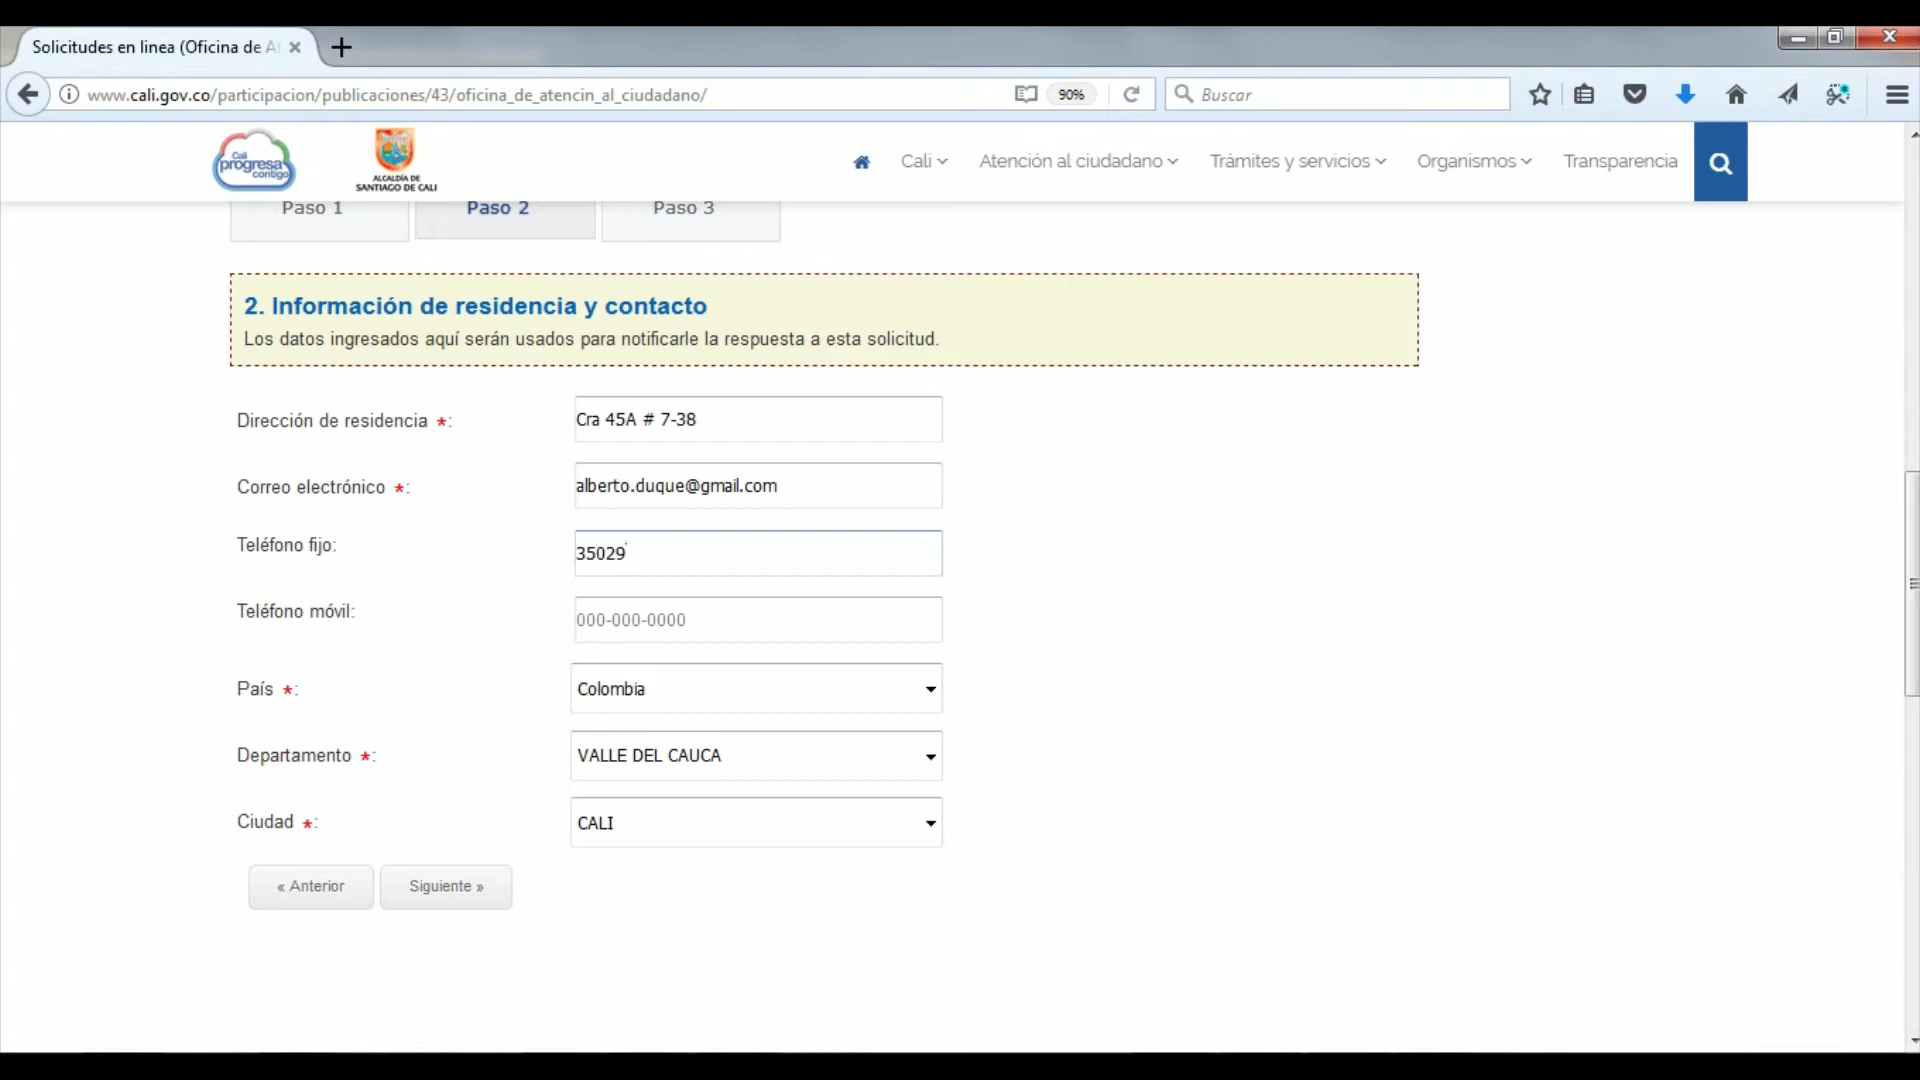 Solicitudes en linea (Oficina de A
www.cali.gov.co/participacion/publicaciones/43/oficina_de_atencin_al_ciudadano/
90%
Buscar
Cali
progresa
contigo
ALCALDÍA DE
SANTIAGO DE CALI
Cali
Atención al ciudadano
Trámites y servicios
Organismos
Transparencia
Paso 1
Paso 2
Paso 3
2. Información de residencia y contacto
Los datos ingresados aquí serán usados para notificarle la respuesta a esta solicitud.
Dirección de residencia *:
Cra 45A # 7-38
Correo electrónico *:
alberto.duque@gmail.com
Teléfono fijo:
35029
Teléfono móvil:
000-000-0000
País *:
Colombia
Departamento *:
VALLE DEL CAUCA
Ciudad *:
CALI
« Anterior
Siguiente »